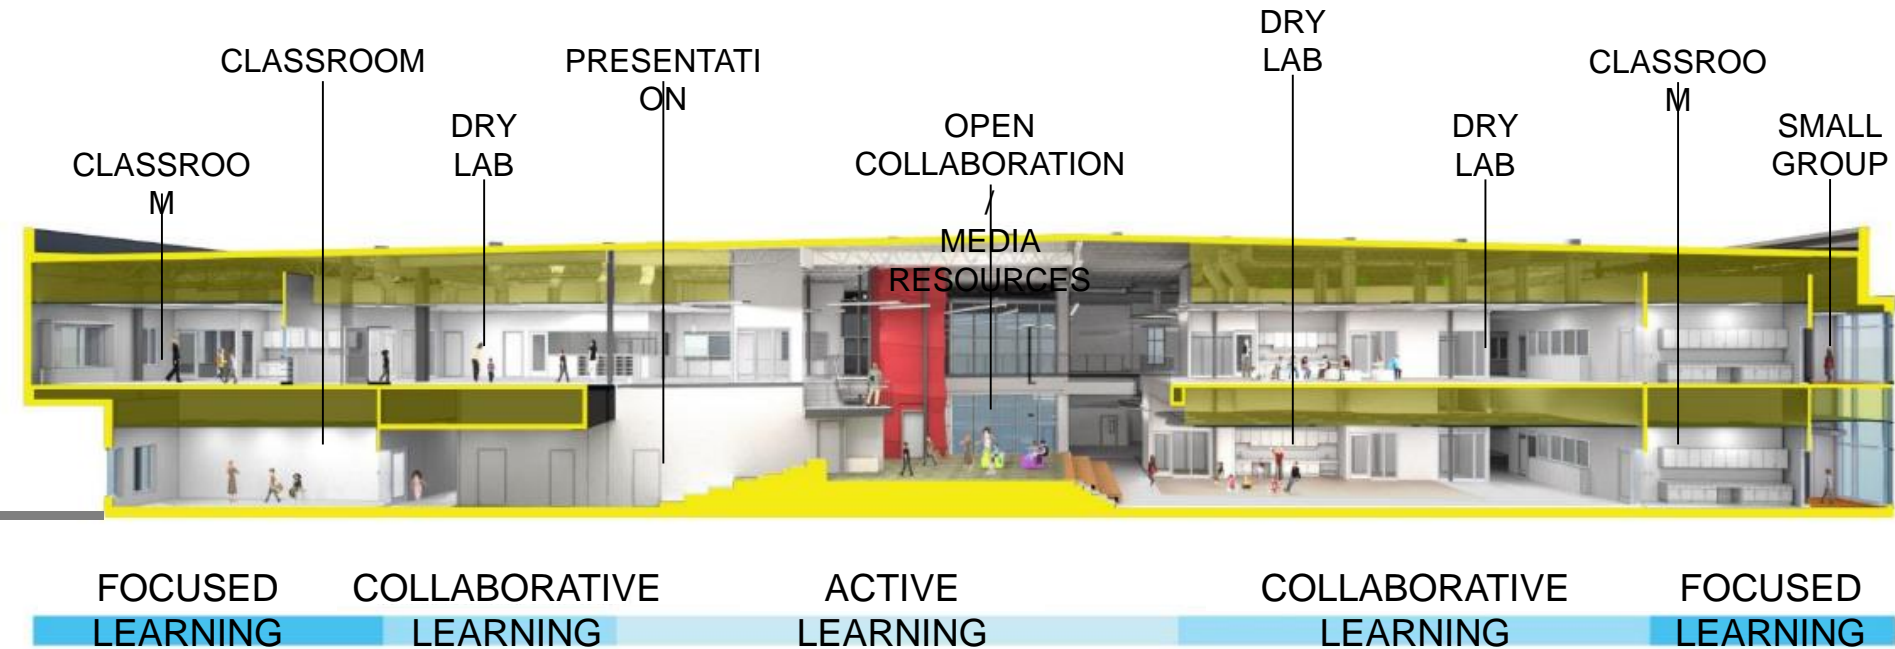 CLASSROO
M
CLASSROOM
DRY
LAB
PRESENTATI
ON
OPEN
COLLABORATION
/
MEDIA
RESOURCES
DRY
LAB
DRY
LAB
CLASSROO
M
SMALL
GROUP
FOCUSED
LEARNING
COLLABORATIVE
LEARNING
ACTIVE
LEARNING
COLLABORATIVE
LEARNING
FOCUSED
LEARNING